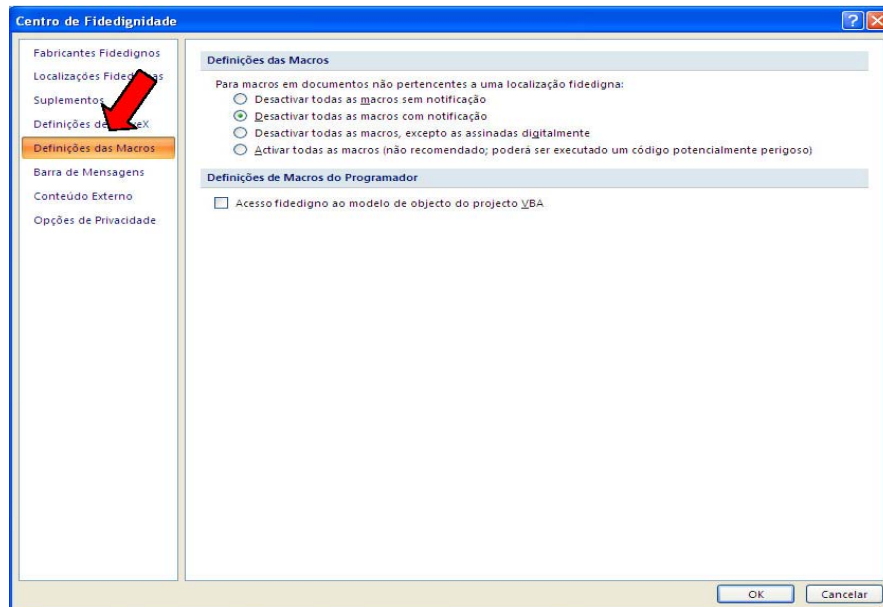 Centro de Fidedignidade
Fabricantes Fidedignos
Localizações
Suplementos
Definições
Definições das Macros
Barra de Mensagens
Conteúdo Externo
Opções de Privacidade
Definições das Macros
Para macros em documentos não pertencentes a uma localização fidedigna:
Desactivar todas as macros sem notificação
Desactivar todas as macros com notificação
Desactivar todas as macros, excepto as assinadas digitalmente
Activar todas as macros (não recomendado; poderá ser executado um código potencialmente perigoso)
Definições de Macros do Programador
Acesso fidedigno ao modelo de objecto do projecto VBA
OK
Cancelar